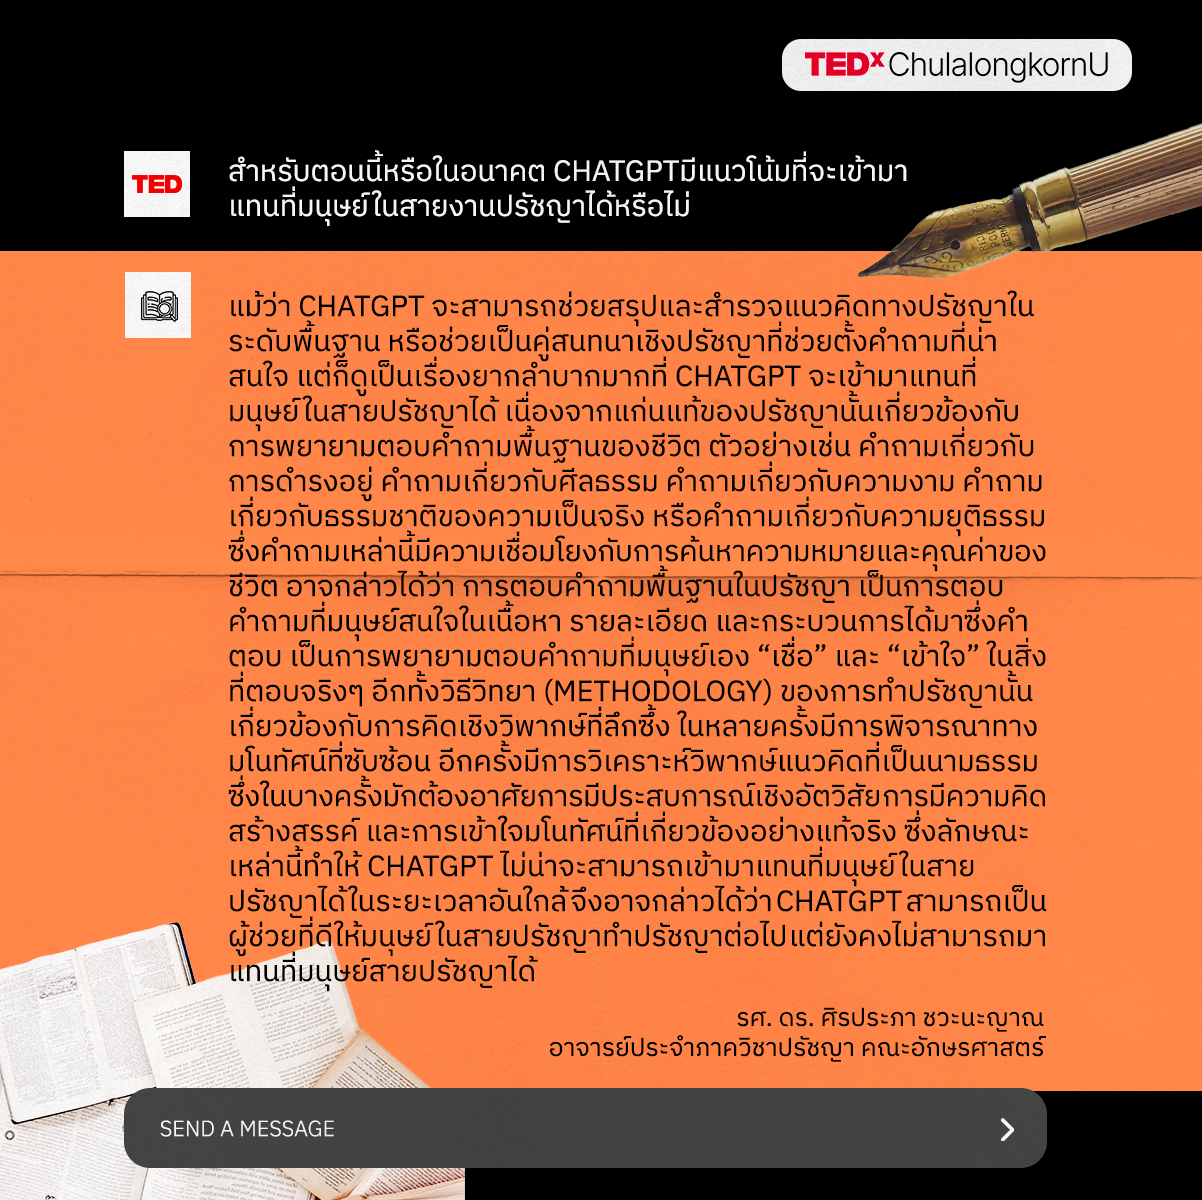 TEDxChulalongkornU
TED
สำหรับตอนนี้หรือในอนาคต CHATGPTมีแนวโน้มที่จะเข้ามา
แทนที่มนุษย์ในสายงานปรัชญาได้หรือไม่
แม้ว่า CHATGPT จะสามารถช่วยสรุปและสำรวจแนวคิดทางปรัชญาใน
ระดับพื้นฐาน หรือช่วยเป็นคู่สนทนาเชิงปรัชญาที่ช่วยตั้งคำถามที่น่า
สนใจ แต่ก็ดูเป็นเรื่องยากลำบากมากที่ CHATGPT จะเข้ามาแทนที่
มนุษย์ในสายปรัชญาได้ เนื่องจากแก่นแท้ของปรัชญานั้นเกี่ยวข้องกับ
การพยายามตอบคำถามพื้นฐานของชีวิต ตัวอย่างเช่น คำถามเกี่ยวกับ
การดำรงอยู่ คำถามเกี่ยวกับศีลธรรม คำถามเกี่ยวกับความงาม คำถาม
เกี่ยวกับธรรมชาติของความเป็นจริง หรือคำถามเกี่ยวกับความยุติธรรม
ซึ่งคำถามเหล่านี้มีความเชื่อมโยงกับการค้นหาความหมายและคุณค่าของ
ชีวิต อาจกล่าวได้ว่า การตอบคำถามพื้นฐานในปรัชญา เป็นการตอบ
คำถามที่มนุษย์สนใจในเนื้อหา รายละเอียด และกระบวนการได้มาซึ่งคำ
ตอบ เป็นการพยายามตอบคำถามที่มนุษย์เอง “เชื่อ” และ “เข้าใจ” ในสิ่ง
ที่ตอบจริงๆ อีกทั้งวิธีวิทยา (METHODOLOGY) ของการทำปรัชญานั้น
เกี่ยวข้องกับการคิดเชิงวิพากษ์ที่ลึกซึ้ง ในหลายครั้งมีการพิจารณาทาง
มโนทัศน์ที่ซับซ้อน อีกครั้งมีการวิเคราะห์วิพากษ์แนวคิดที่เป็นนามธรรม
ซึ่งในบางครั้งมักต้องอาศัยการมีประสบการณ์เชิงอัตวิสัยการมีความคิด
สร้างสรรค์ และการเข้าใจมโนทัศน์ที่เกี่ยวข้องอย่างแท้จริง ซึ่งลักษณะ
เหล่านี้ทำให้ CHATGPT ไม่น่าจะสามารถเข้ามาแทนที่มนุษย์ในสาย
ปรัชญาได้ในระยะเวลาอันใกล้ จึงอาจกล่าวได้ว่า CHATGPT สามารถเป็น
ผู้ช่วยที่ดีให้มนุษย์ในสายปรัชญาทำปรัชญาต่อไปแต่ยังคงไม่สามารถมา
แทนที่มนุษย์สายปรัชญาได้
รศ. ดร. ศิรประภา ชวะนะญาณ
อาจารย์ประจำภาควิชาปรัชญา คณะอักษรศาสตร์
SEND A MESSAGE